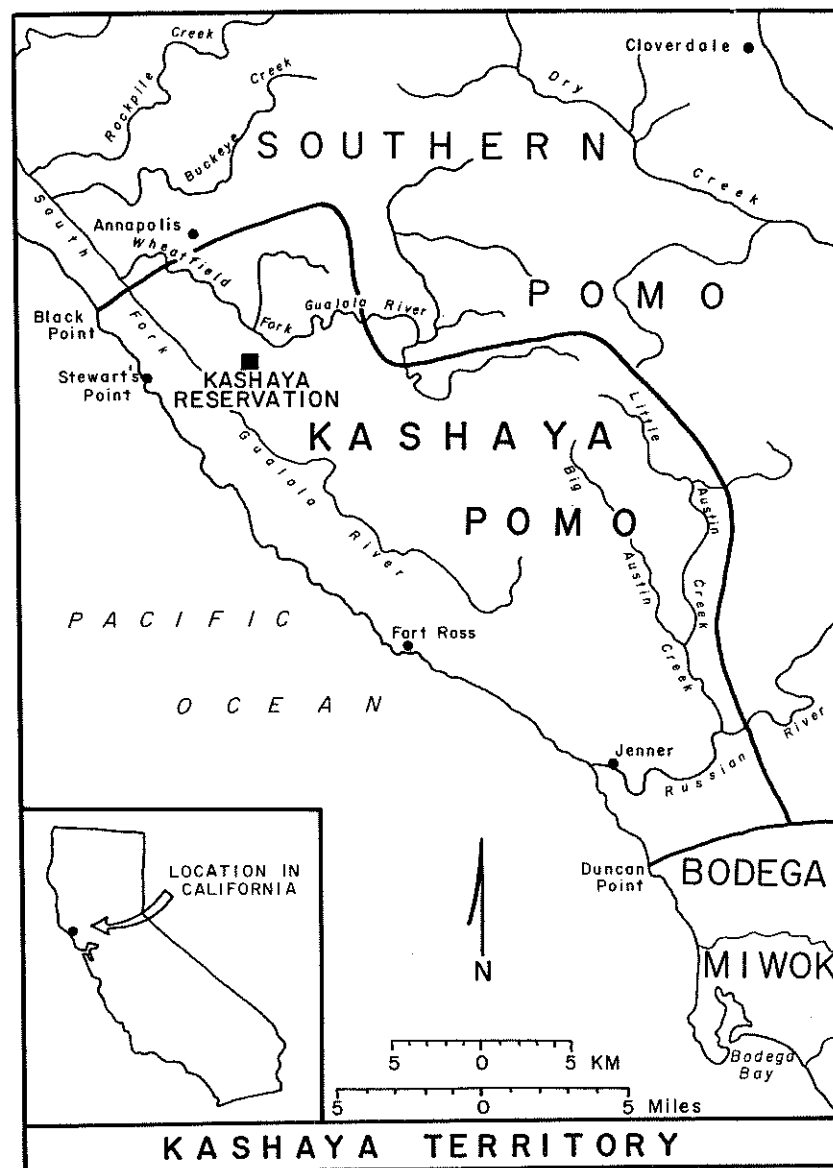 Rockpile Creek
Buckeye Creek
Cloverdale
Dry Creek
SOUTHERN
POMO
South Fork
Gualala River
Annapolis
Wheatfield Fork
Gualala River
Black Point
Stewart's Point
KASHAYA
RESERVATION
KASHAYA
POMO
Little Austin Creek
Big Austin Creek
PACIFIC
OCEAN
Fort Ross
Jenner
Russian River
Duncan
Point
BODEGA
MIWOK
Bodega
Bay
LOCATION IN
CALIFORNIA
N
5 0 5 KM
5 0 5 Miles
KASHAYA TERRITORY